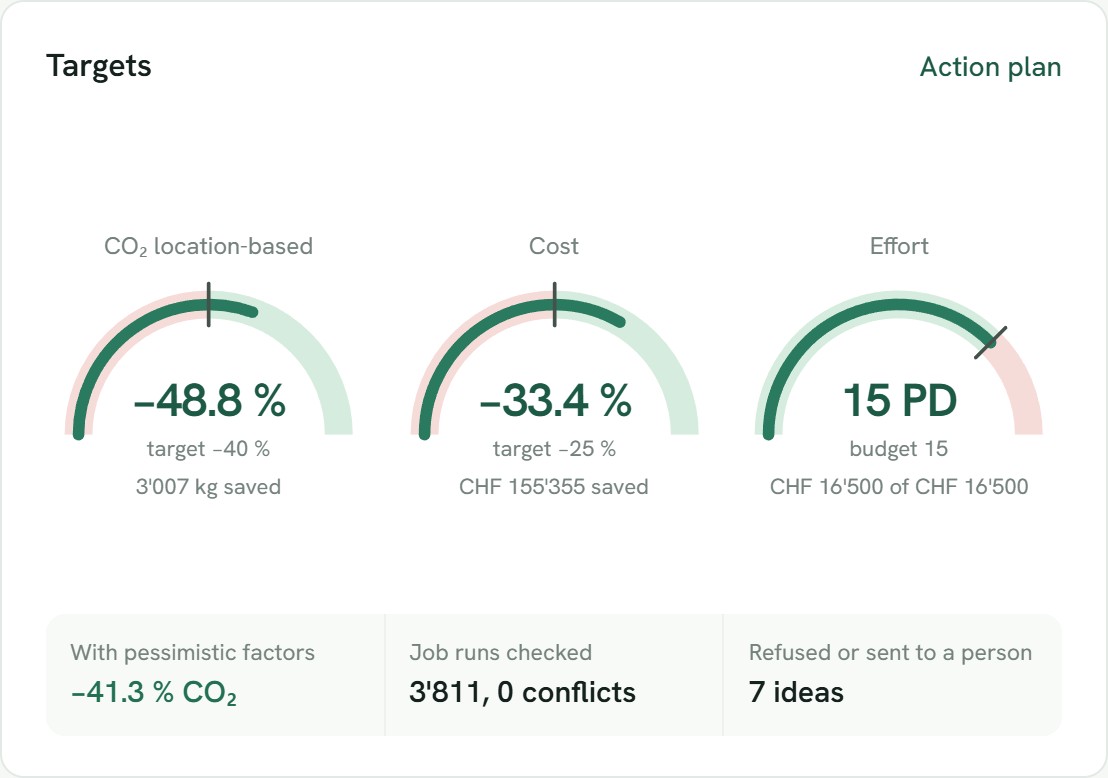 Targets
Action plan
CO₂ location-based
Cost
Effort
−48.8 %
−33.4 %
15 PD
target −40 %
target −25 %
budget 15
3'007 kg saved
CHF 155'355 saved
CHF 16'500 of CHF 16'500
With pessimistic factors
Job runs checked
Refused or sent to a person
−41.3 % CO₂
3'811, 0 conflicts
7 ideas